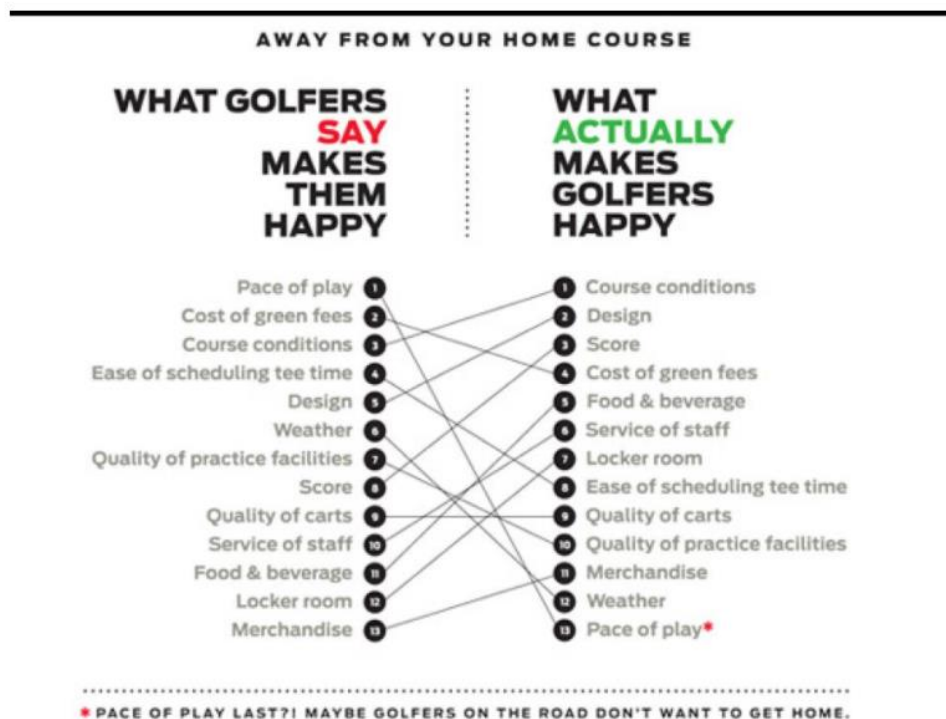 AWAY FROM YOUR HOME COURSE
WHAT GOLFERS
SAY
MAKES
THEM
HAPPY
WHAT
ACTUALLY
MAKES
GOLFERS
HAPPY
Pace of play 1
Cost of green fees 2
Course conditions 3
Ease of scheduling tee time 4
Design 5
Weather 6
Quality of practice facilities 7
Score 8
Quality of carts 9
Service of staff 10
Food & beverage 11
Locker room 12
Merchandise 13
1 Course conditions
2 Design
3 Score
4 Cost of green fees
5 Food & beverage
6 Service of staff
7 Locker room
8 Ease of scheduling tee time
9 Quality of carts
10 Quality of practice facilities
11 Merchandise
12 Weather
13 Pace of play*
* PACE OF PLAY LAST?! MAYBE GOLFERS ON THE ROAD DON'T WANT TO GET HOME.